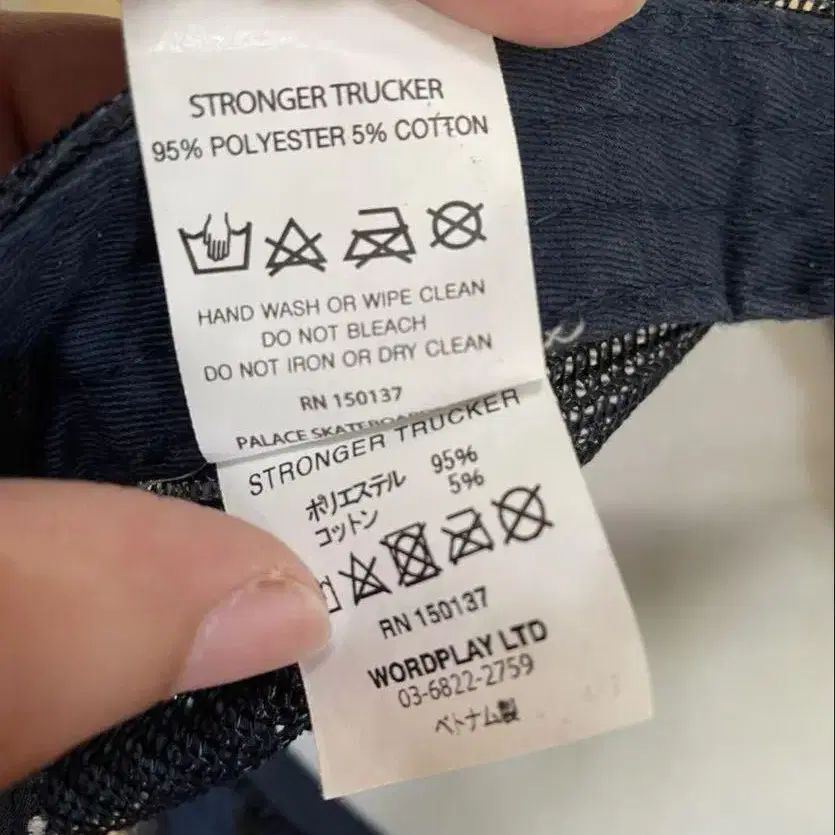 STRONGER TRUCKER
95% POLYESTER 5% COTTON
HAND WASH OR WIPE CLEAN
DO NOT BLEACH
DO NOT IRON OR DRY CLEAN
RN 150137
PALACE SKATEBOA
STRONGER TRUCKER
ポリエステル 95%
コットン 5%
RN 150137
WORDPLAY LTD
03-6822-2759
ベトナム製